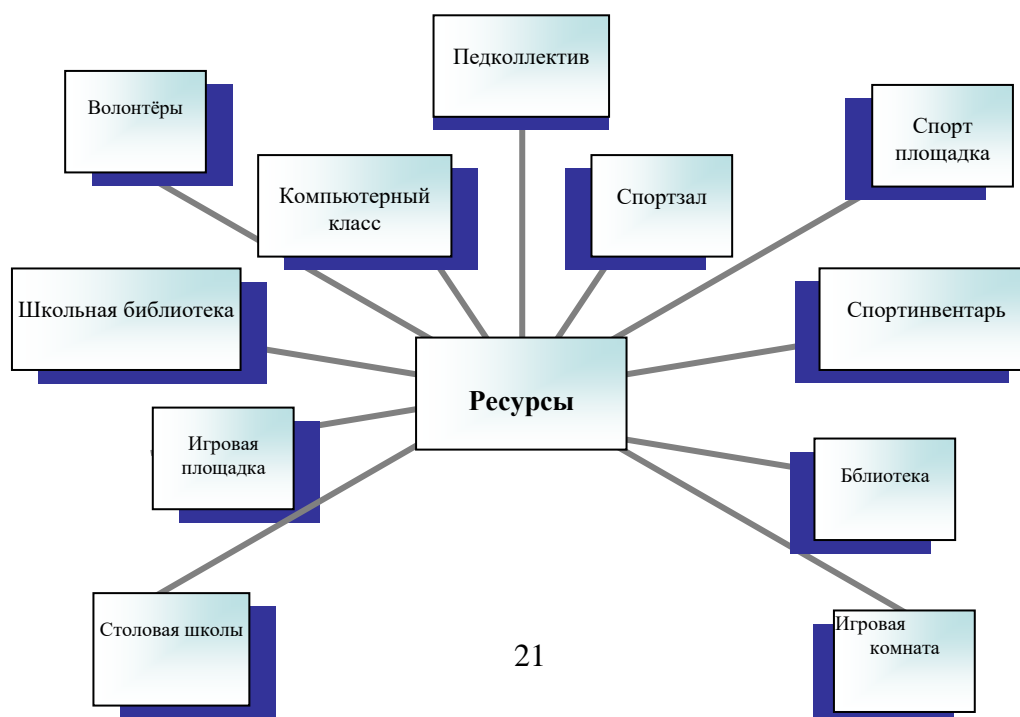 Педколлектив
Волонтёры
Спорт
площадка
Компьютерный
класс
Спортзал
Школьная библиотека
Спортинвентарь
Ресурсы
Игровая
площадка
Бблиотека
Столовая школы
Игровая
комната
21